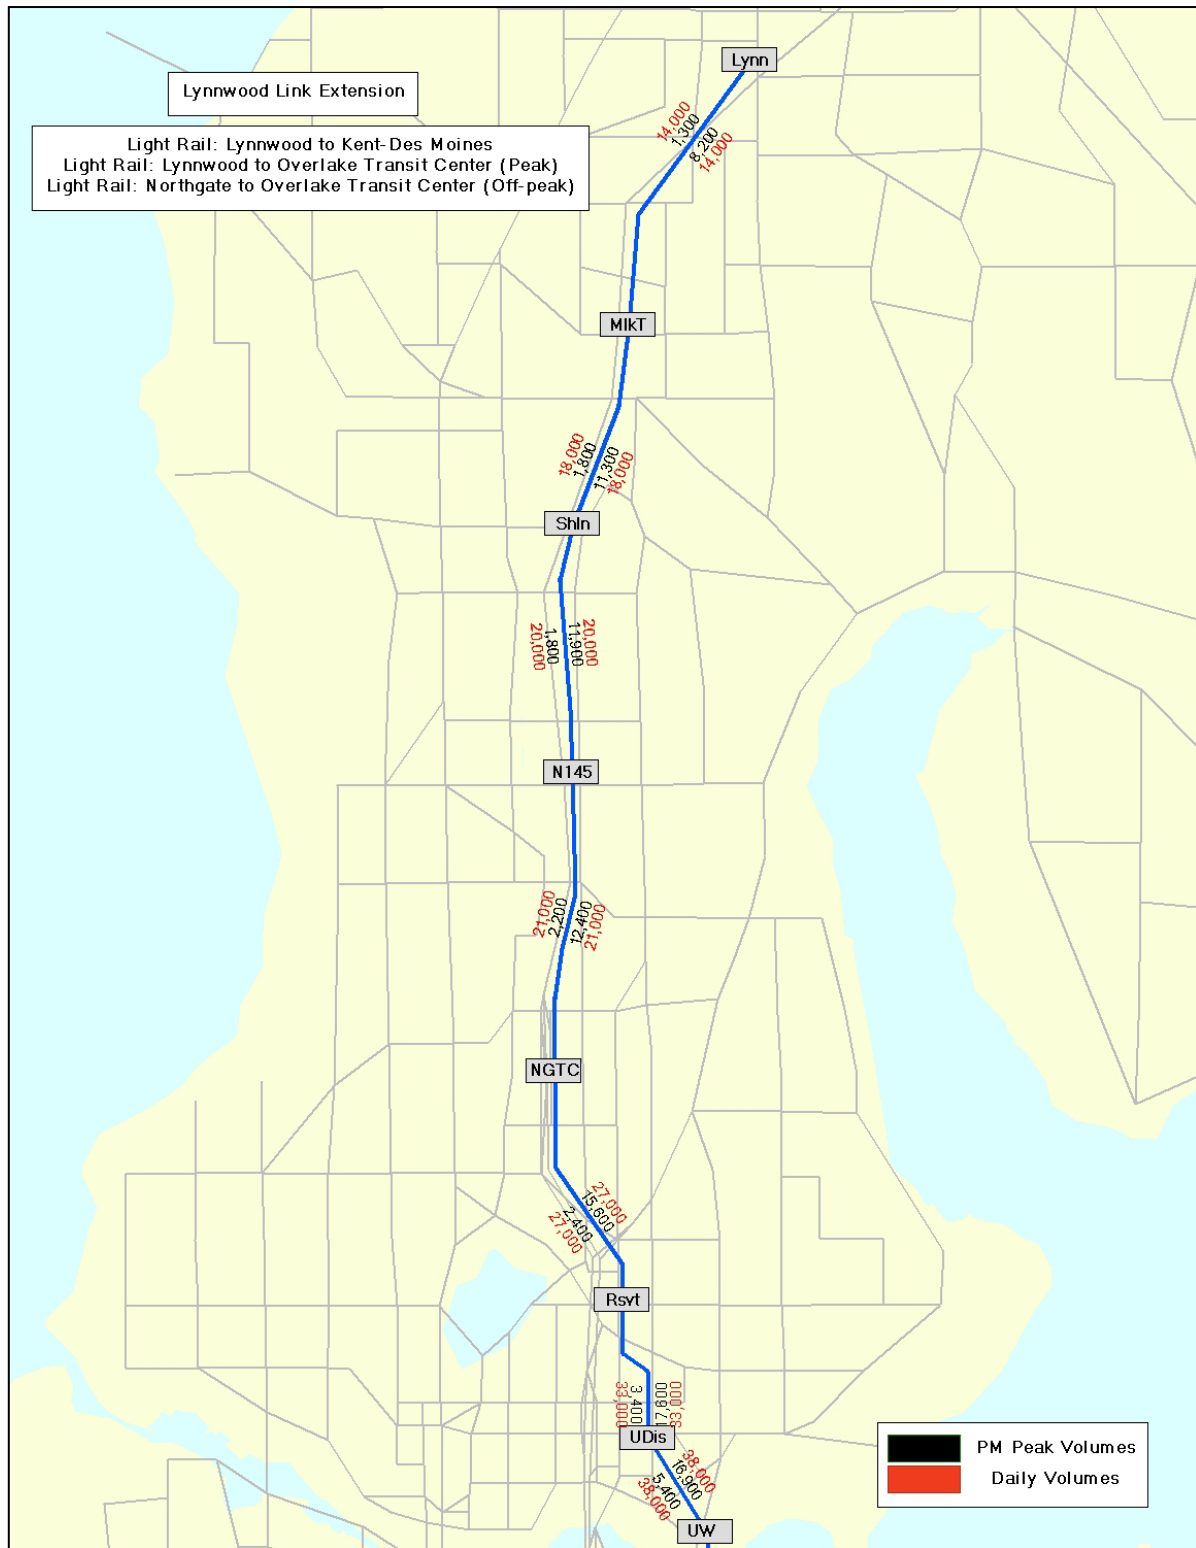 Lynn
Lynnwood Link Extension
Light Rail: Lynnwood to Kent-Des Moines
Light Rail: Lynnwood to Overlake Transit Center (Peak)
Light Rail: Northgate to Overlake Transit Center (Off-peak)
14,000
1,300
8,200
14,000
MlkT
18,000
1,800
11,300
18,000
Shln
20,000
1,800
11,900
20,000
N145
21,000
2,200
12,400
21,000
NGTC
27,000
15,600
2,400
27,000
Rsvt
33,000
3,400
17,600
33,000
UDis
38,000
16,900
5,400
38,000
UW
PM Peak Volumes
Daily Volumes